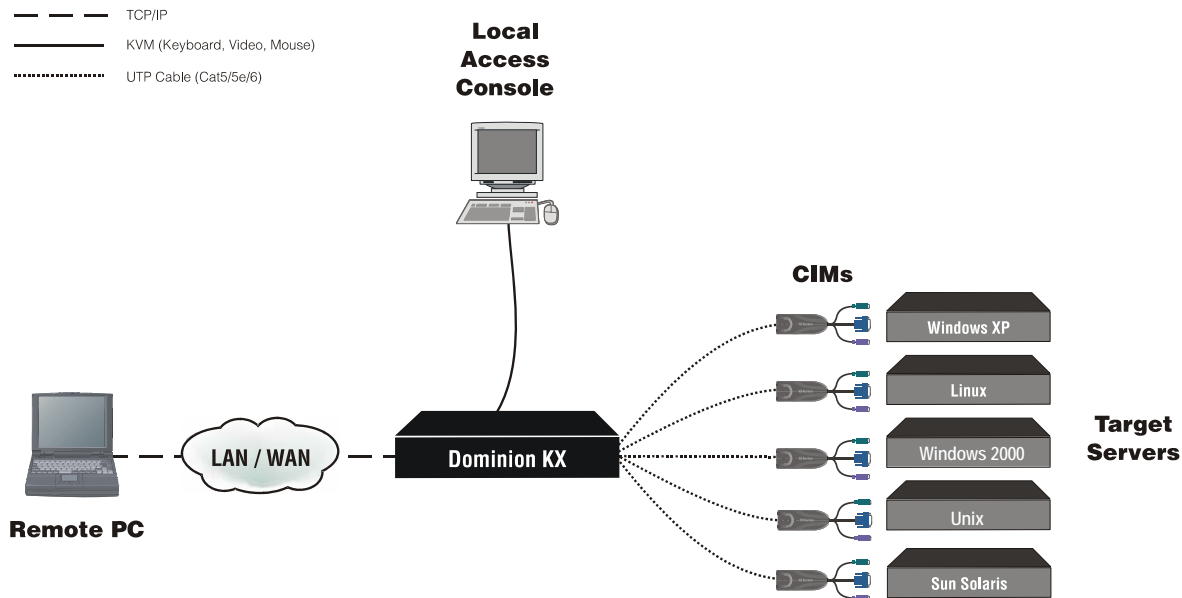 TCP/IP
KVM (Keyboard, Video, Mouse)
UTP Cable (Cat5/5e/6)
Local
Access
Console
CIMs
Windows XP
Linux
Windows 2000
Unix
Sun Solaris
Target
Servers
LAN / WAN
Dominion KX
Remote PC